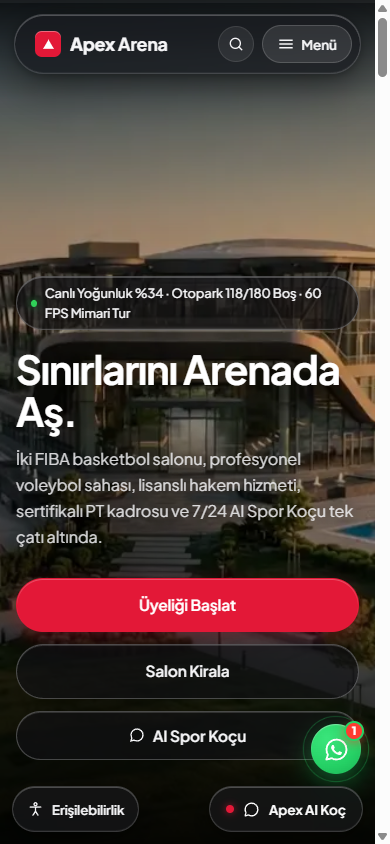 Apex Arena
Menü
Canlı Yoğunluk %34 · Otopark 118/180 Boş · 60
FPS Mimari Tur
Sınırlarını Arenada
Aş.
İki FIBA basketbol salonu, profesyonel
voleybol sahası, lisanslı hakem hizmeti,
sertifikalı PT kadrosu ve 7/24 AI Spor Koçu tek
çatı altında.
Üyeliği Başlat
Salon Kirala
AI Spor Koçu
1
Erişilebilirlik
Apex AI Koç